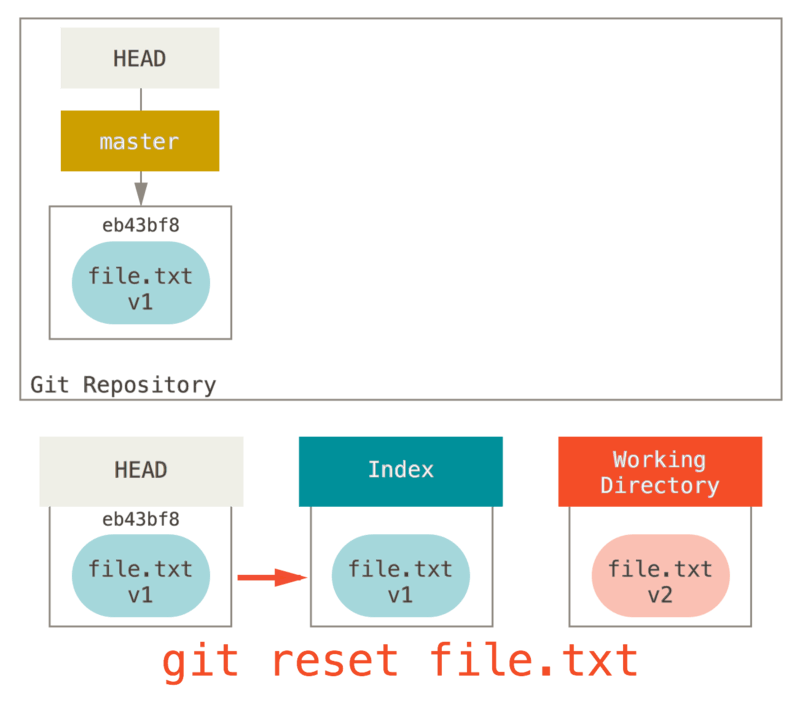 HEAD
master
eb43bf8
file.txt
v1
Git Repository
HEAD
Index
Working
Directory
eb43bf8
file.txt
v1
file.txt
v1
file.txt
v2
git reset file.txt